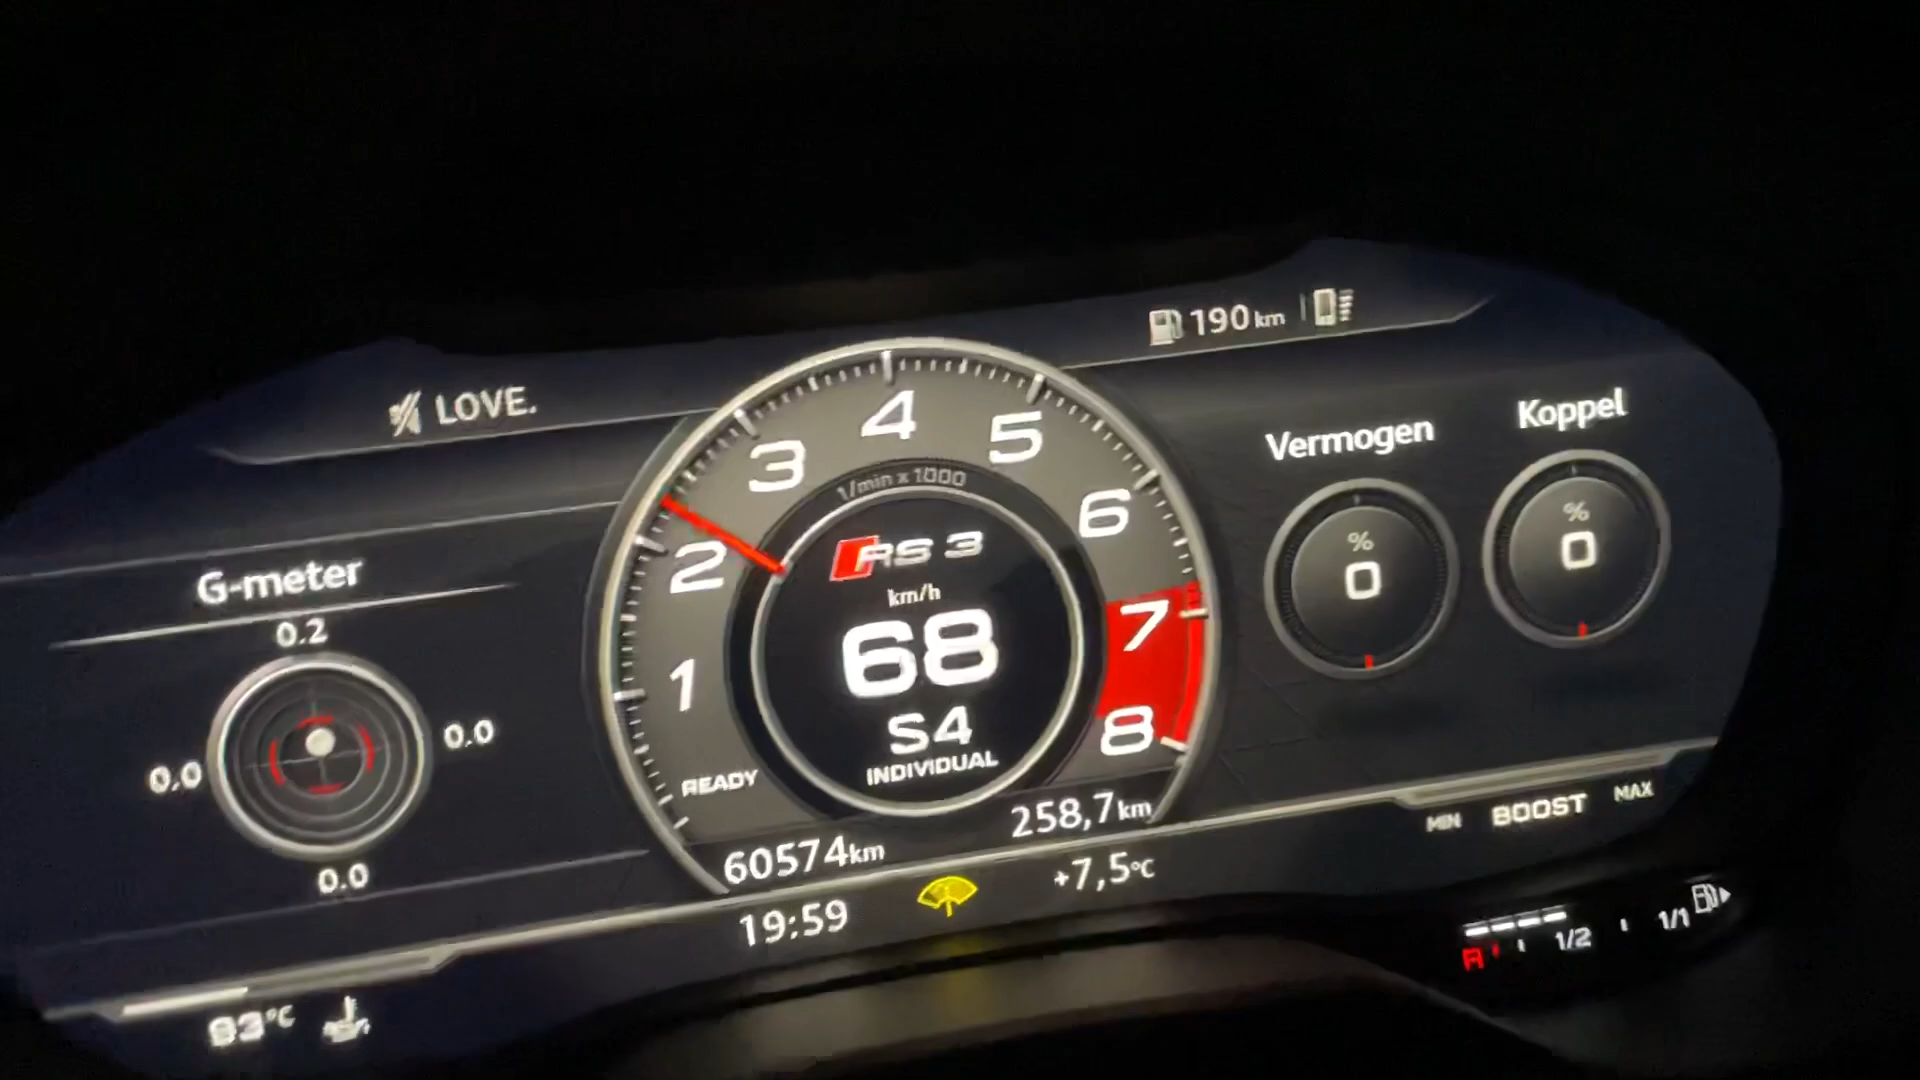 190 km
LOVE.
Vermogen
Koppel
%
0
%
0
G-meter
0.2
0.0
0.0
0.0
1
2
3
4
5
6
7
8
1/min x 1000
RS 3
km/h
68
S4
INDIVIDUAL
READY
60574 km
258,7 km
19:59
+7,5 °C
MIN BOOST MAX
1/2
1/1
93 °C